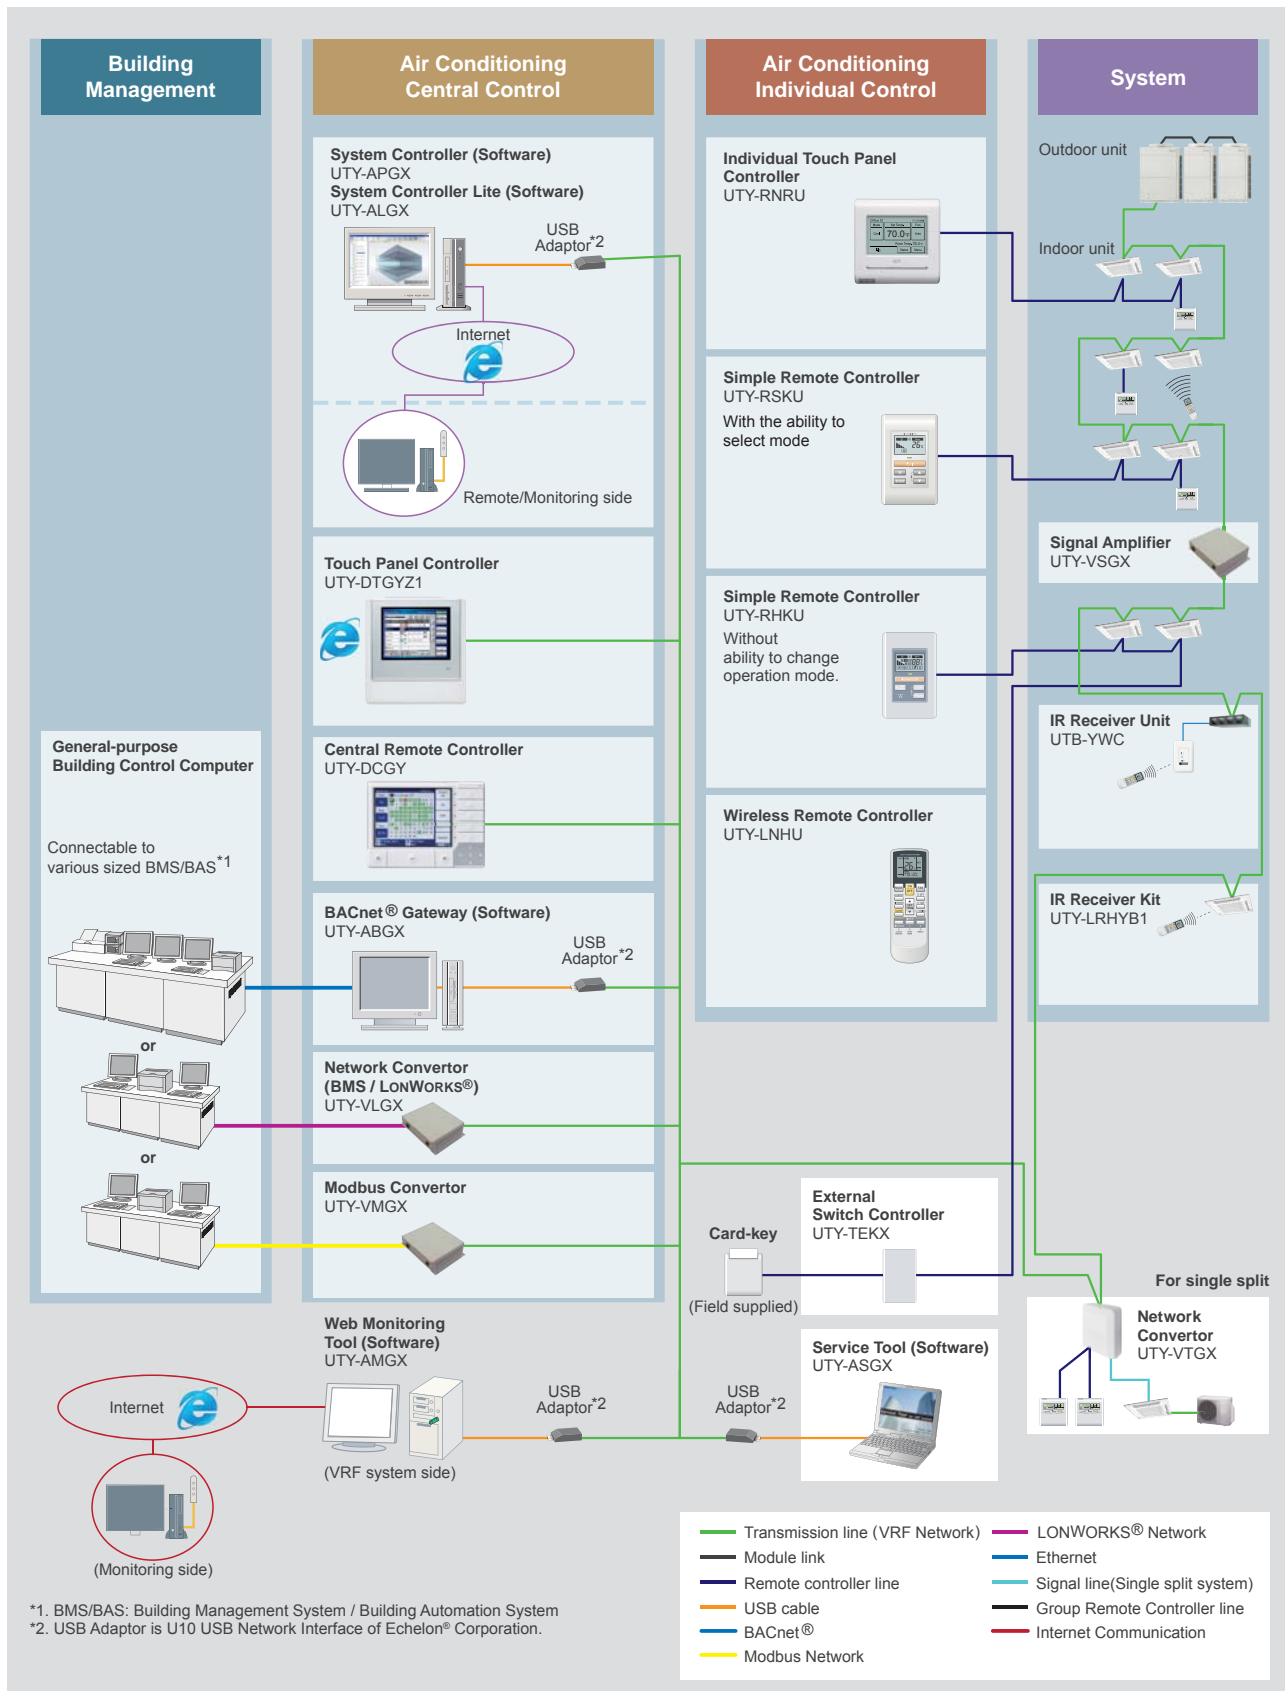 Building
Management
Air Conditioning
Central Control
Air Conditioning
Individual Control
System
System Controller (Software)
UTY-APGX
System Controller Lite (Software)
UTY-ALGX
USB
Adaptor*2
Internet
Remote/Monitoring side
Touch Panel Controller
UTY-DTGYZ1
Central Remote Controller
UTY-DCGY
BACnet® Gateway (Software)
UTY-ABGX
USB
Adaptor*2
Network Convertor
(BMS / LONWORKS®)
UTY-VLGX
Modbus Convertor
UTY-VMGX
General-purpose
Building Control Computer
Connectable to
various sized BMS/BAS*1
or
or
Individual Touch Panel
Controller
UTY-RNRU
70.0
Simple Remote Controller
UTY-RSKU
With the ability to
select mode
Simple Remote Controller
UTY-RHKU
Without
ability to change
operation mode.
Wireless Remote Controller
UTY-LNHU
Outdoor unit
Indoor unit
Signal Amplifier
UTY-VSGX
IR Receiver Unit
UTB-YWC
IR Receiver Kit
UTY-LRHYB1
Card-key
(Field supplied)
External
Switch Controller
UTY-TEKX
For single split
Network
Convertor
UTY-VTGX
Web Monitoring
Tool (Software)
UTY-AMGX
(VRF system side)
USB
Adaptor*2
USB
Adaptor*2
Service Tool (Software)
UTY-ASGX
Internet
(Monitoring side)
Transmission line (VRF Network)
Module link
Remote controller line
USB cable
BACnet®
Modbus Network
LONWORKS® Network
Ethernet
Signal line(Single split system)
Group Remote Controller line
Internet Communication
*1. BMS/BAS: Building Management System / Building Automation System
*2. USB Adaptor is U10 USB Network Interface of Echelon® Corporation.